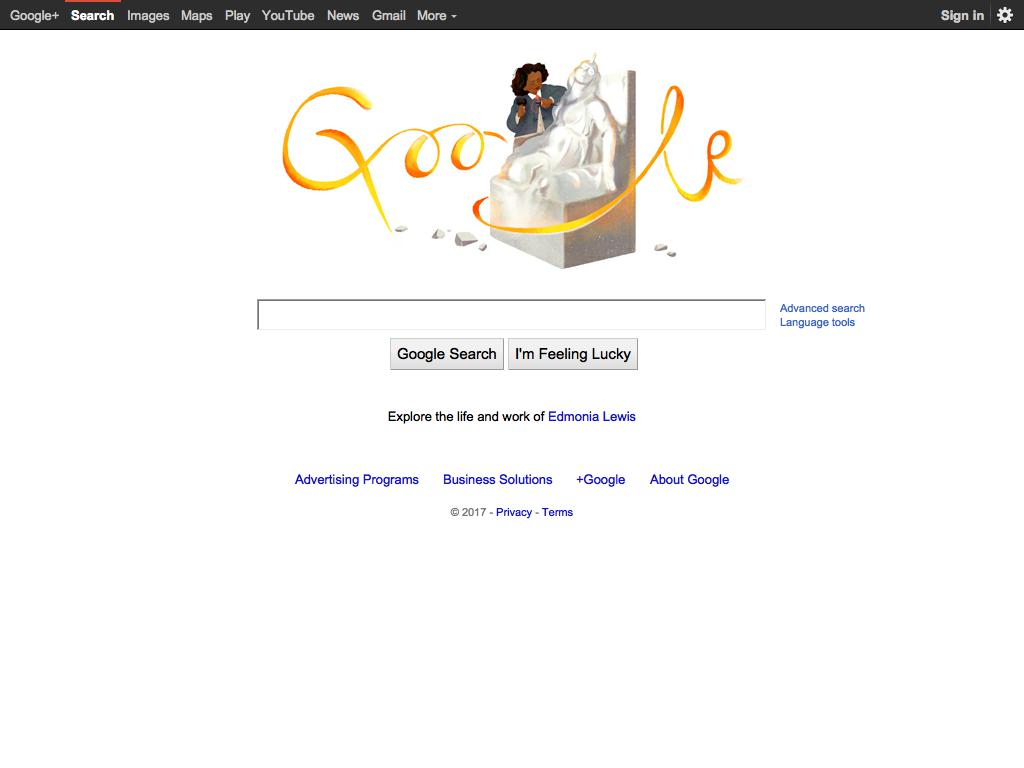 Google+ Search Images Maps Play YouTube News Gmail More Sign in
Google
Advanced search
Language tools
Google Search I'm Feeling Lucky
Explore the life and work of Edmonia Lewis
Advertising Programs Business Solutions +Google About Google
© 2017 - Privacy - Terms